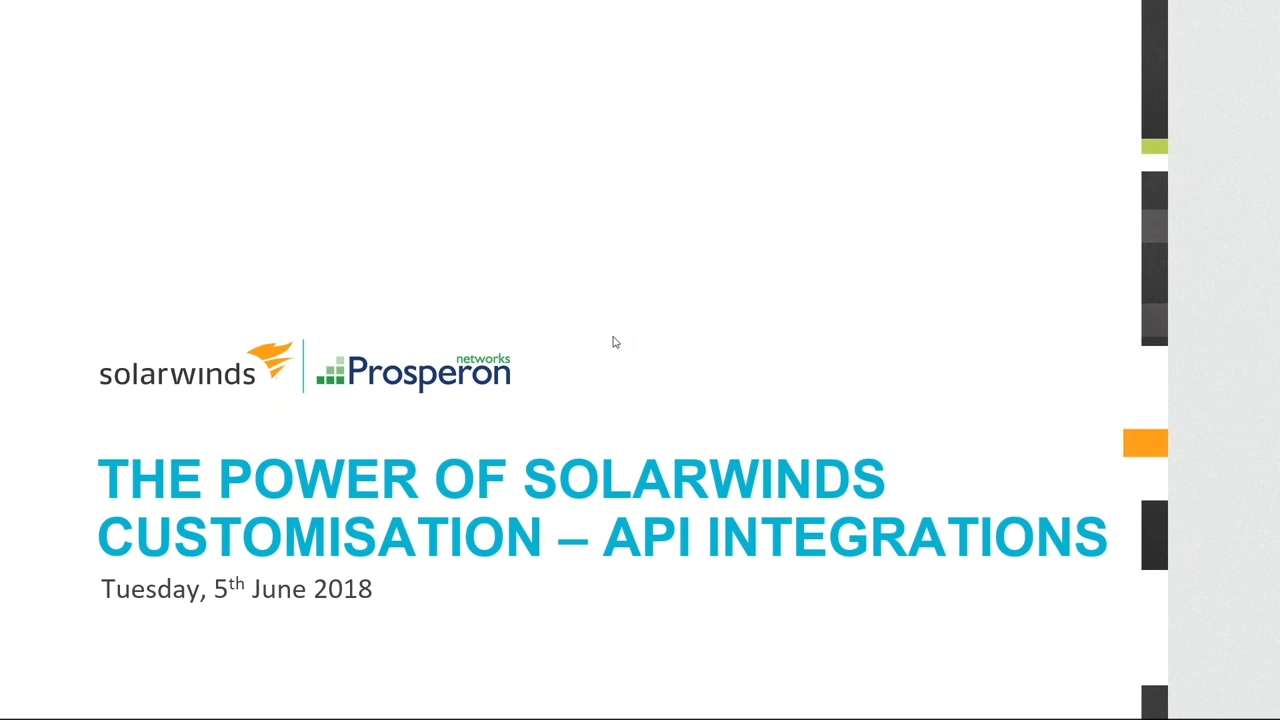 solarwinds
networks
Prosperon
THE POWER OF SOLARWINDS
CUSTOMISATION – API INTEGRATIONS
Tuesday, 5th June 2018